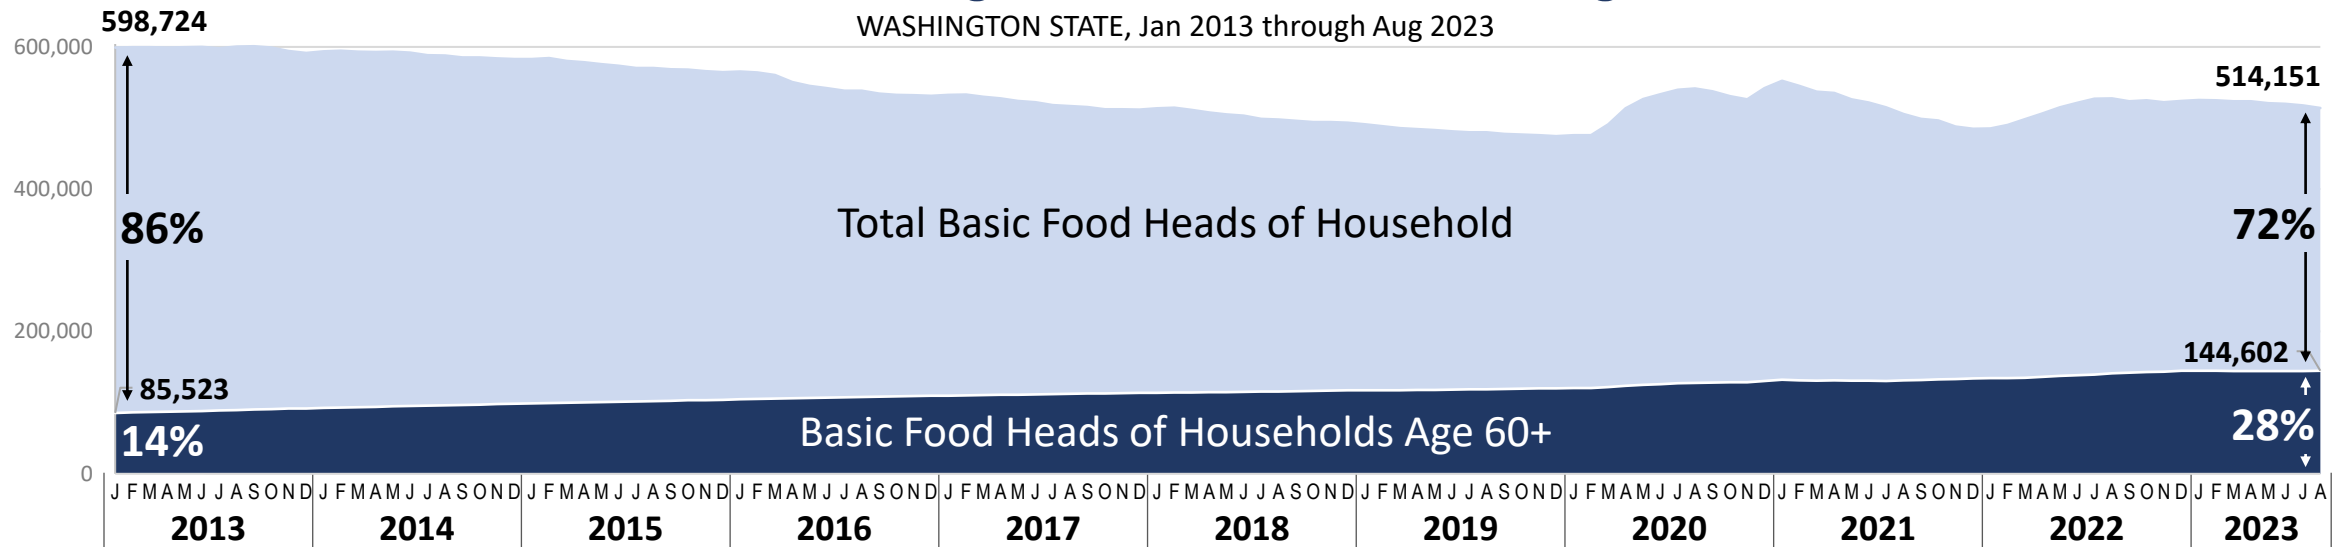 WASHINGTON STATE, Jan 2013 through Aug 2023
598,724
600,000
514,151
400,000
86%
Total Basic Food Heads of Household
72%
200,000
144,602
85,523
14%
Basic Food Heads of Households Age 60+
28%
0
J F M A M J J A S O N D J F M A M J J A S O N D J F M A M J J A S O N D J F M A M J J A S O N D J F M A M J J A S O N D J F M A M J J A S O N D J F M A M J J A S O N D J F M A M J J A S O N D J F M A M J J A S O N D J F M A M J J A S O N D J F M A M J J A
2013 2014 2015 2016 2017 2018 2019 2020 2021 2022 2023